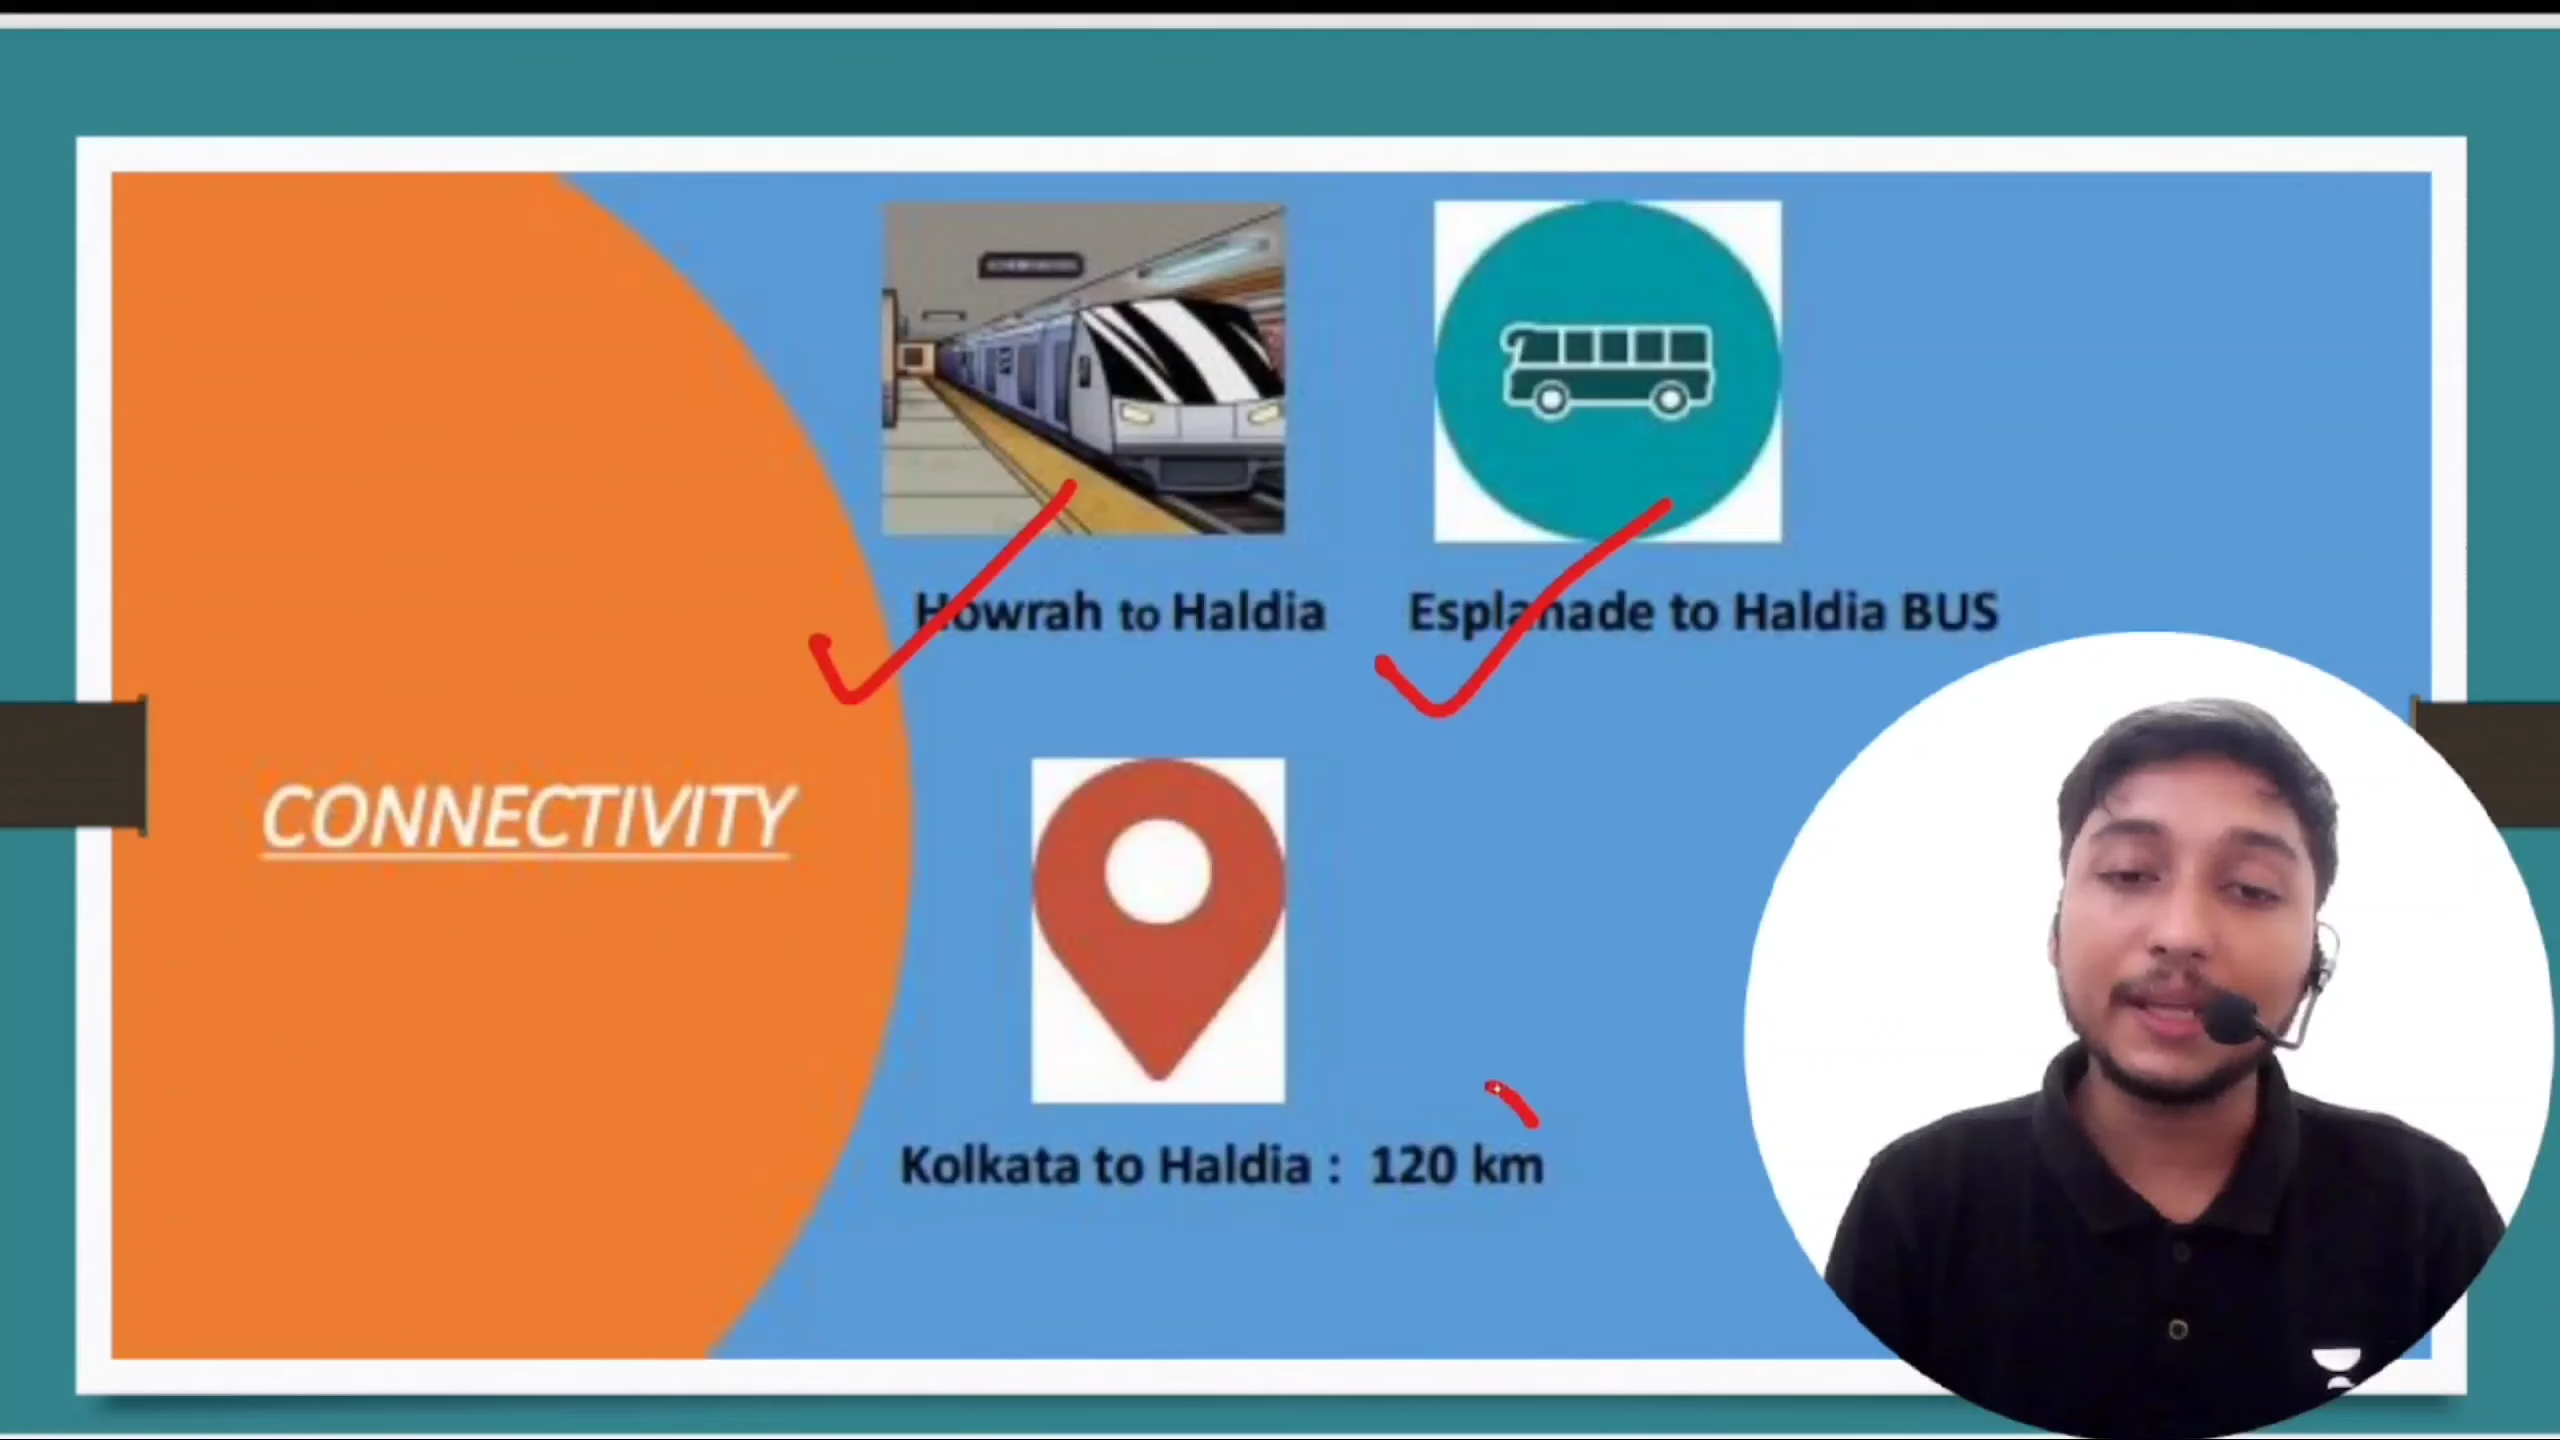 Howrah to Haldia
Esplanade to Haldia BUS
CONNECTIVITY
Kolkata to Haldia : 120 km